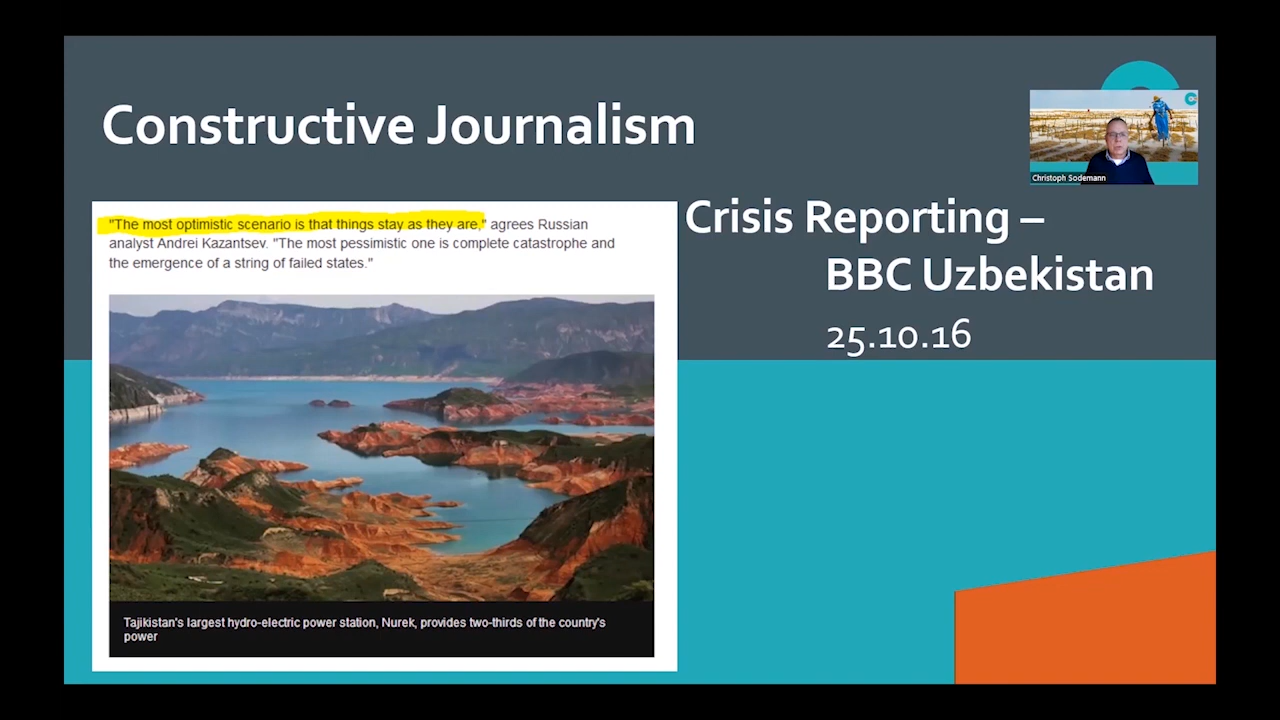 Constructive Journalism
Christoph Sodemann
Crisis Reporting –
BBC Uzbekistan
25.10.16
"The most optimistic scenario is that things stay as they are," agrees Russian
analyst Andrei Kazantsev. "The most pessimistic one is complete catastrophe and
the emergence of a string of failed states."
Tajikistan's largest hydro-electric power station, Nurek, provides two-thirds of the country's
power